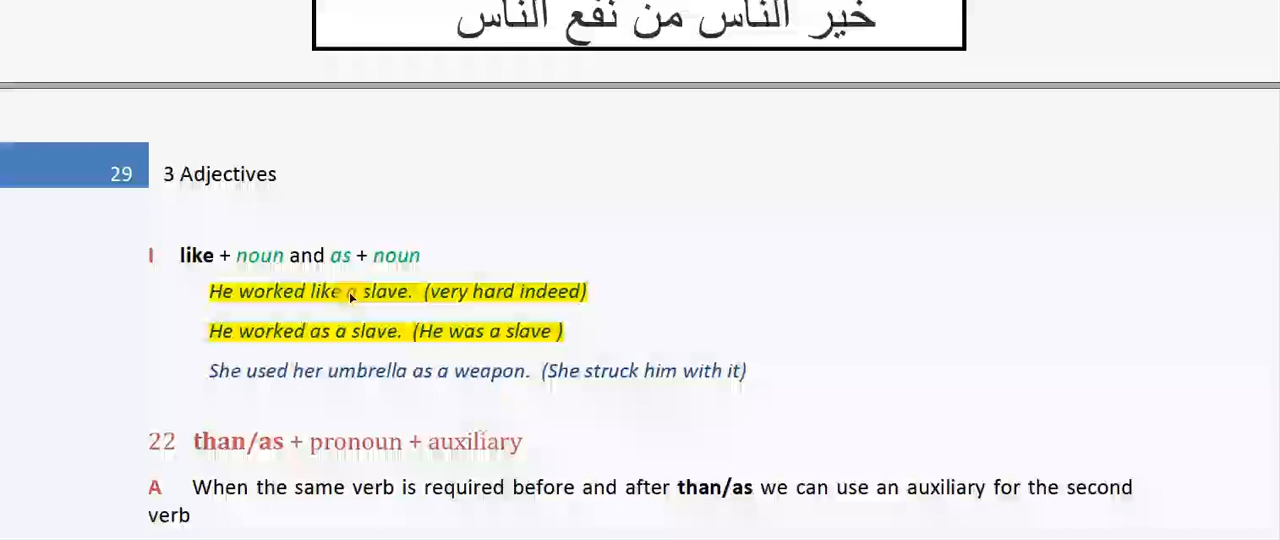 خير الناس من نفع الناس
29 3 Adjectives
I like + noun and as + noun
He worked like a slave. (very hard indeed)
He worked as a slave. (He was a slave )
She used her umbrella as a weapon. (She struck him with it)
22 than/as + pronoun + auxiliary
A When the same verb is required before and after than/as we can use an auxiliary for the second
verb